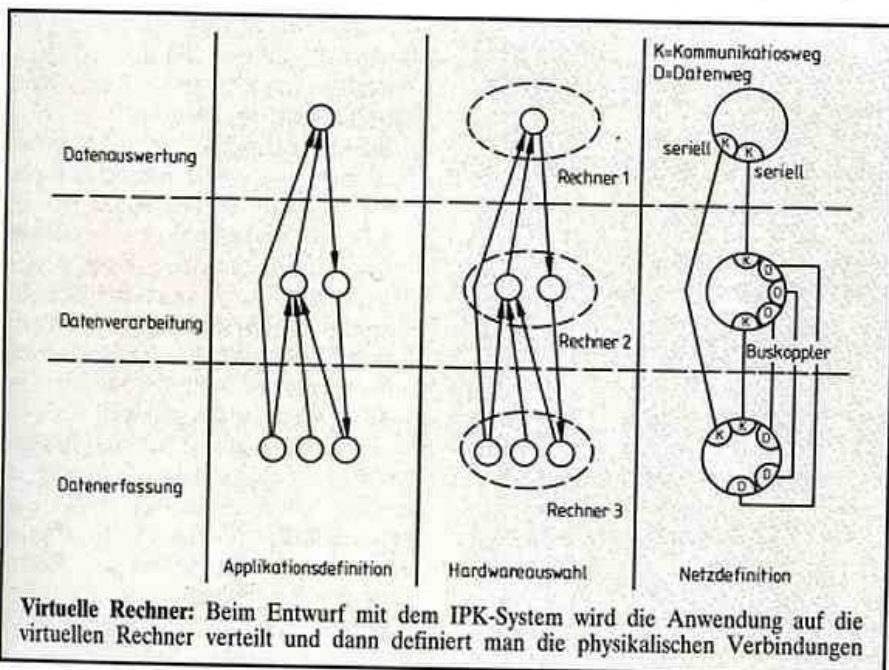 K=Kommunikatiosweg
D=Datenweg
Datenauswertung
Rechner 1
seriell
K
K
seriell
Datenverarbeitung
Rechner 2
K
D
D
D
K
Buskoppler
Datenerfassung
Rechner 3
K
K
D
D
D
Applikationsdefinition
Hardwareauswahl
Netzdefinition
Virtuelle Rechner: Beim Entwurf mit dem IPK-System wird die Anwendung auf die
virtuellen Rechner verteilt und dann definiert man die physikalischen Verbindungen